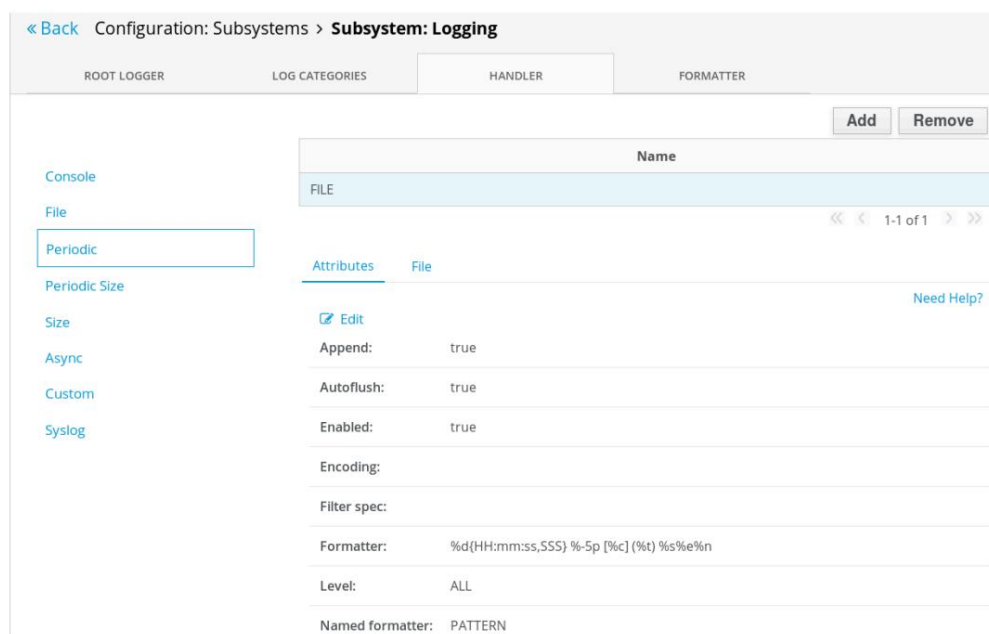 « Back Configuration: Subsystems > Subsystem: Logging
ROOT LOGGER LOG CATEGORIES HANDLER FORMATTER
Add Remove
Console
File
Periodic
Periodic Size
Size
Async
Custom
Syslog
Name
FILE
« < 1-1 of 1 > »
Attributes File
Need Help?
Edit
Append: true
Autoflush: true
Enabled: true
Encoding:
Filter spec:
Formatter: %d{HH:mm:ss,SSS} %-5p [%c] (%t) %s%e%n
Level: ALL
Named formatter: PATTERN